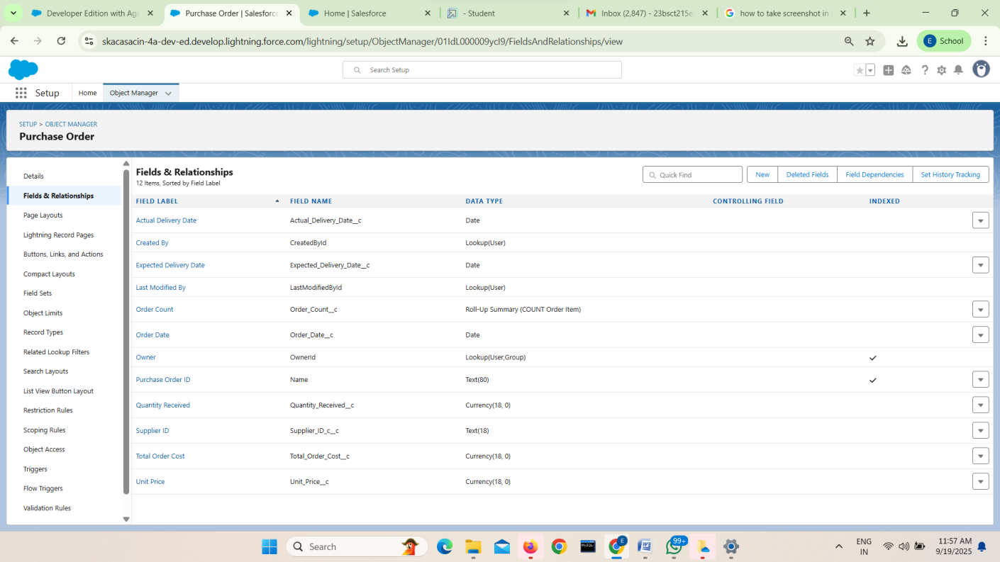 Developer Edition with Age
Purchase Order | Salesforce
Home | Salesforce
- Student
Inbox (2,847) - 23bsct215e
how to take screenshot in
skacasacin-4a-dev-ed.develop.lightning.force.com/lightning/setup/ObjectManager/01IdL000009ycI9/FieldsAndRelationships/view
E School
Search Setup
Setup
Home
Object Manager
SETUP > OBJECT MANAGER
Purchase Order
Details
Fields & Relationships
Page Layouts
Lightning Record Pages
Buttons, Links, and Actions
Compact Layouts
Field Sets
Object Limits
Record Types
Related Lookup Filters
Search Layouts
List View Button Layout
Restriction Rules
Scoping Rules
Object Access
Triggers
Flow Triggers
Validation Rules
Fields & Relationships
12 Items, Sorted by Field Label
Quick Find
New
Deleted Fields
Field Dependencies
Set History Tracking
FIELD LABEL FIELD NAME DATA TYPE CONTROLLING FIELD INDEXED
Actual Delivery Date Actual_Delivery_Date__c Date
Created By CreatedById Lookup(User)
Expected Delivery Date Expected_Delivery_Date__c Date
Last Modified By LastModifiedById Lookup(User)
Order Count Order_Count__c Roll-Up Summary (COUNT Order Item)
Order Date Order_Date__c Date
Owner OwnerId Lookup(User,Group)
Purchase Order ID Name Text(80)
Quantity Received Quantity_Received__c Currency(18, 0)
Supplier ID Supplier_ID_c__c Text(18)
Total Order Cost Total_Order_Cost__c Currency(18, 0)
Unit Price Unit_Price__c Currency(18, 0)
Search
MySQL
E
99+
ENG
IN
11:57 AM
9/19/2025